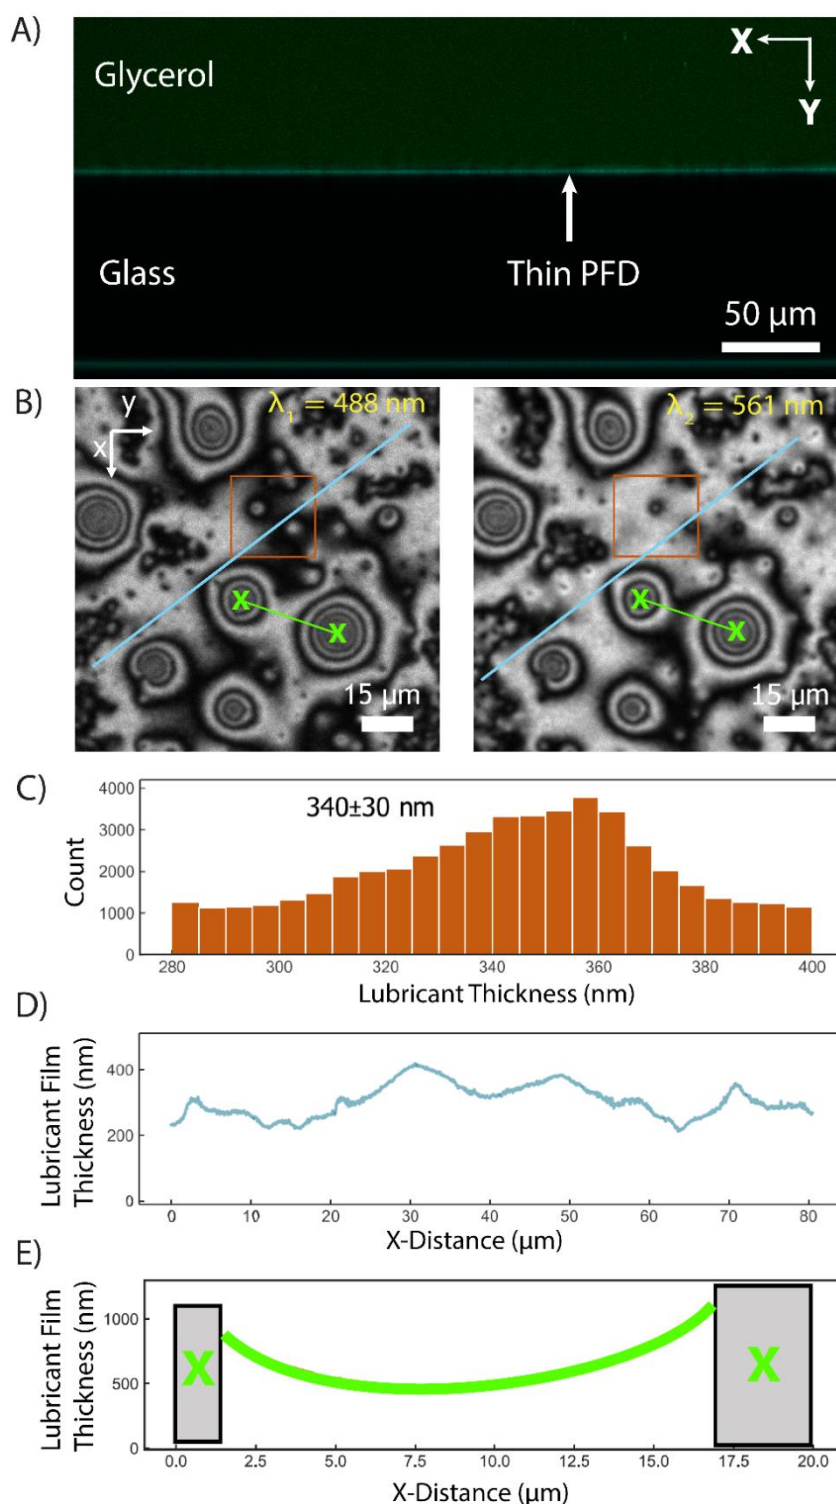 A)
Glycerol
X
Y
Glass
Thin PFD
50 µm
B)
y
x
λ1 = 488 nm
X
X
15 µm
λ2 = 561 nm
X
X
15 µm
C)
340±30 nm
Count
4000
3000
2000
1000
0
280 300 320 340 360 380 400
Lubricant Thickness (nm)
D)
Lubricant Film
Thickness (nm)
400
200
0
0 10 20 30 40 50 60 70 80
X-Distance (µm)
E)
Lubricant Film
Thickness (nm)
1000
500
0
X
X
0.0 2.5 5.0 7.5 10.0 12.5 15.0 17.5 20.0
X-Distance (µm)